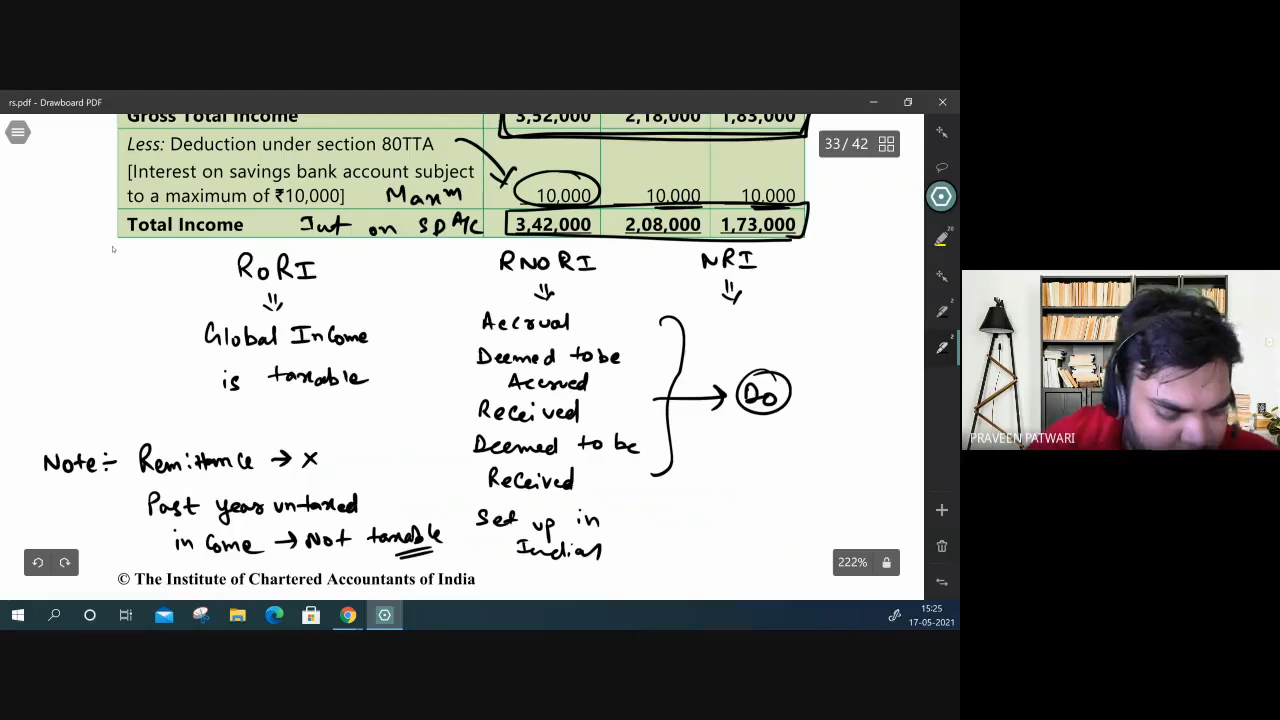 rs.pdf - Drawboard PDF
Gross Total Income 3,52,000 2,18,000 1,83,000
33 / 42
Less: Deduction under section 80TTA
[Interest on savings bank account subject
to a maximum of ₹10,000] Maxm 10,000 10,000 10,000
Total Income Int on SB A/C 3,42,000 2,08,000 1,73,000
RORI
Global Income
is taxable
RNORI
Accrual
Deemed to be
Accrued
Received
Deemed to be
Received
Set up in
India
NRI
Do
Note:- Remittance → x
Past year untaxed
income → Not taxable
© The Institute of Chartered Accountants of India
222%
15:25
17-05-2021
20
2
2
PRAVEEN PATWARI